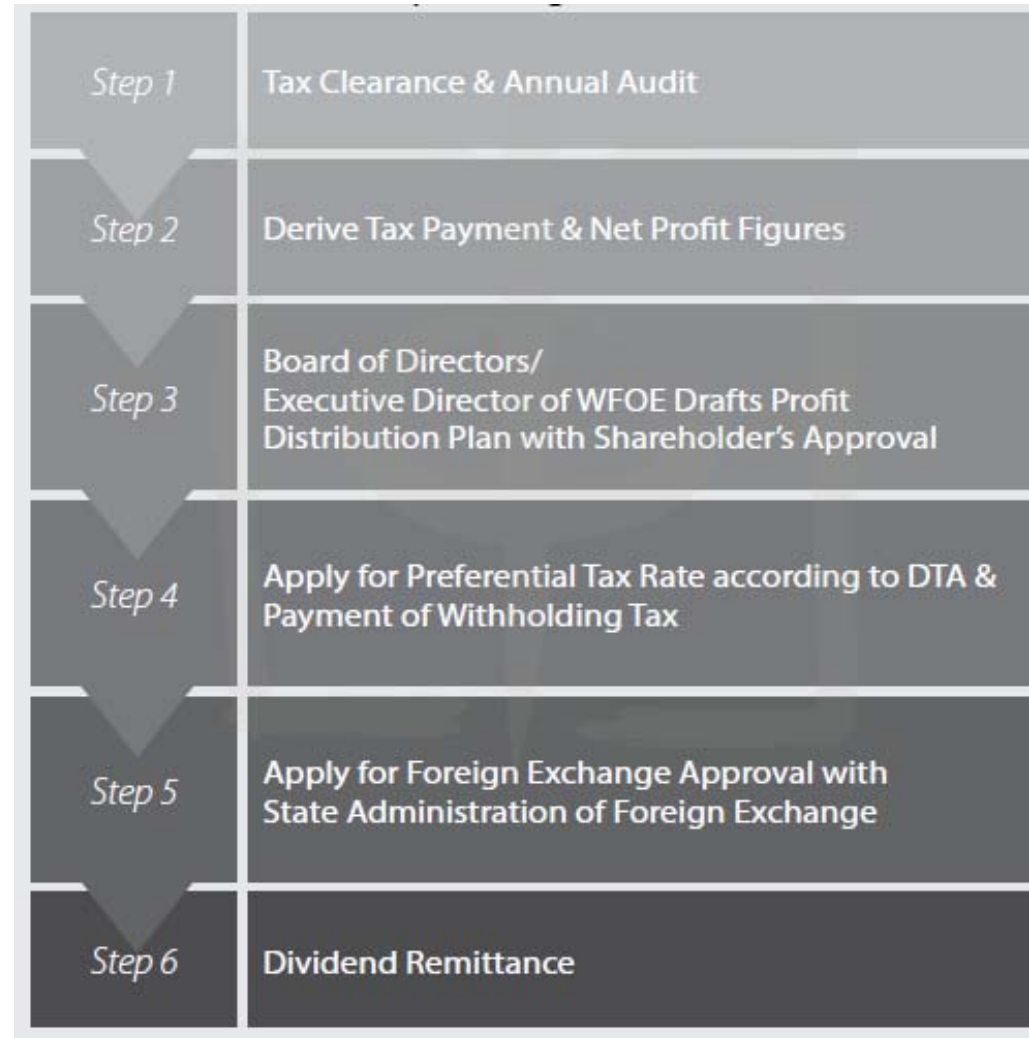 Step 1
Tax Clearance & Annual Audit
Step 2
Derive Tax Payment & Net Profit Figures
Step 3
Board of Directors/
Executive Director of WFOE Drafts Profit
Distribution Plan with Shareholder's Approval
Step 4
Apply for Preferential Tax Rate according to DTA &
Payment of Withholding Tax
Step 5
Apply for Foreign Exchange Approval with
State Administration of Foreign Exchange
Step 6
Dividend Remittance